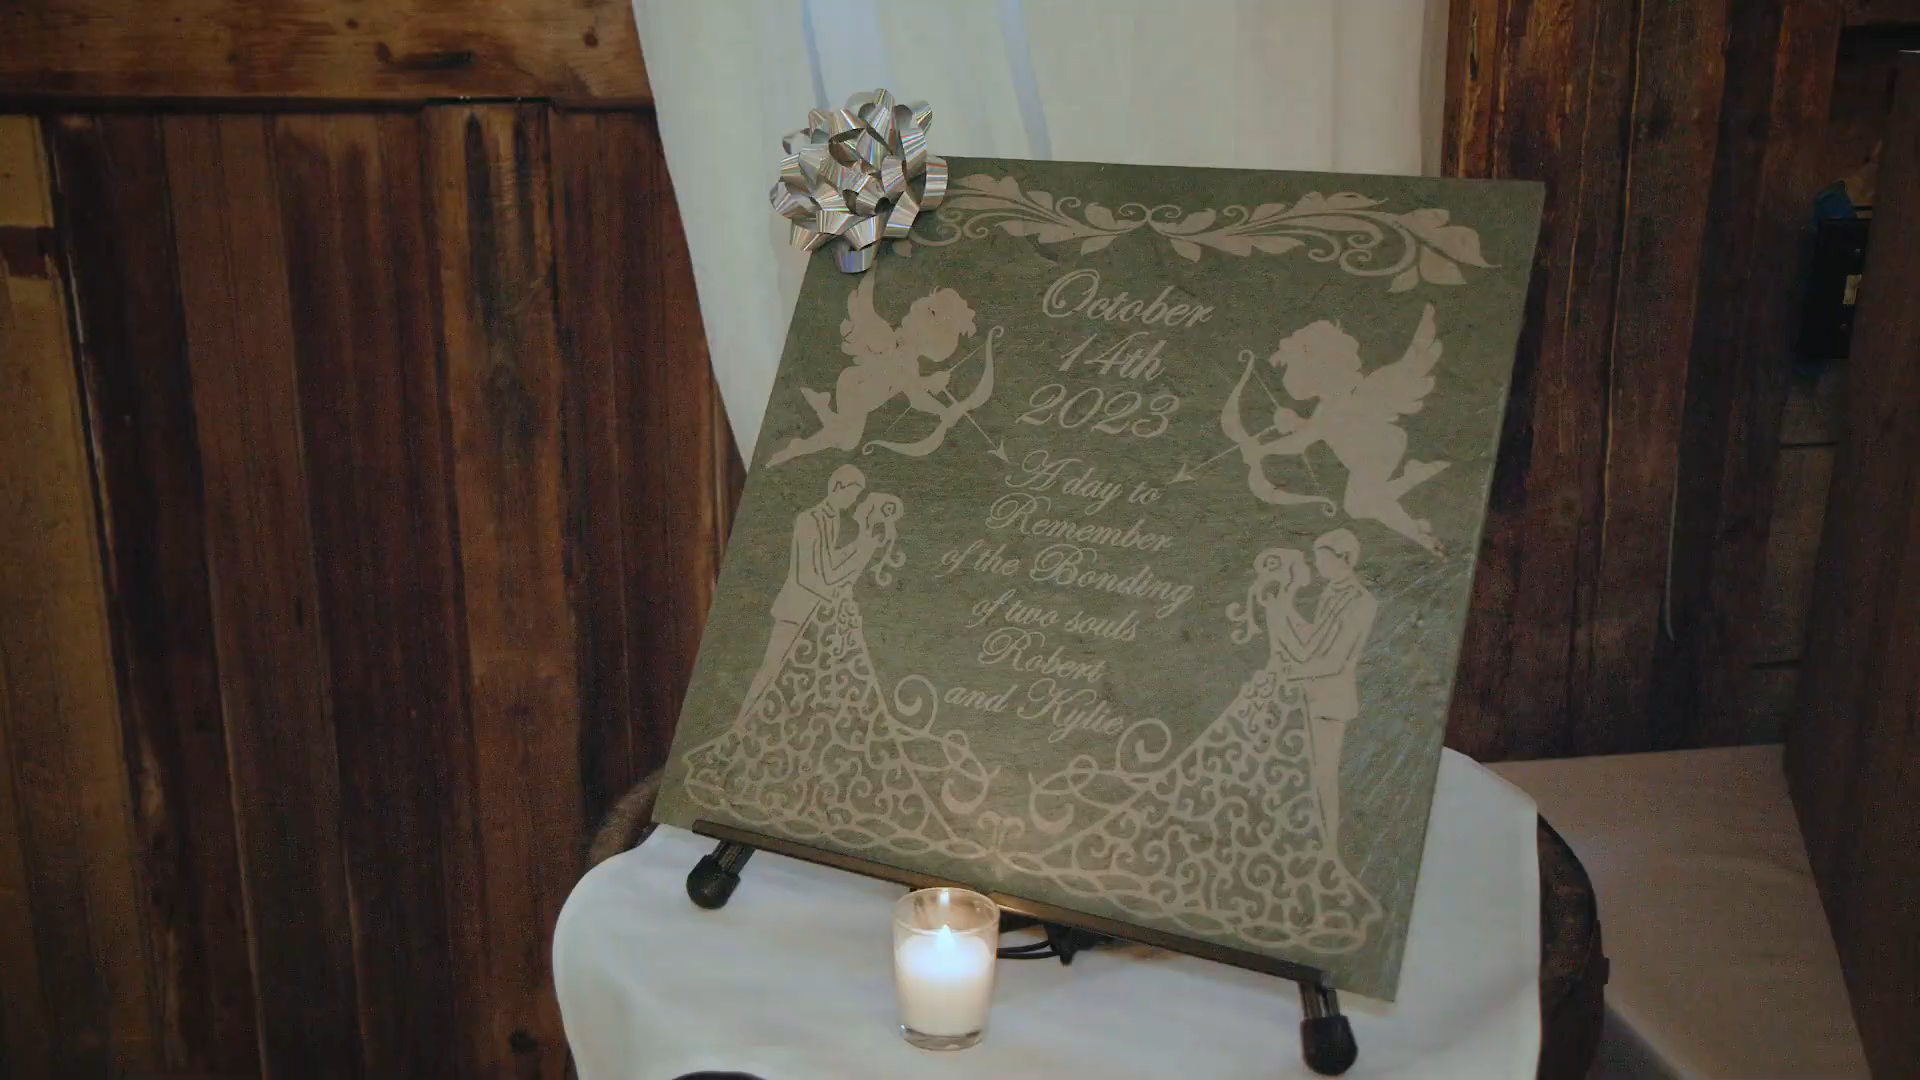 October
14th
2023
A day to
Remember
of the Bonding
of two souls
Robert
and Kylie